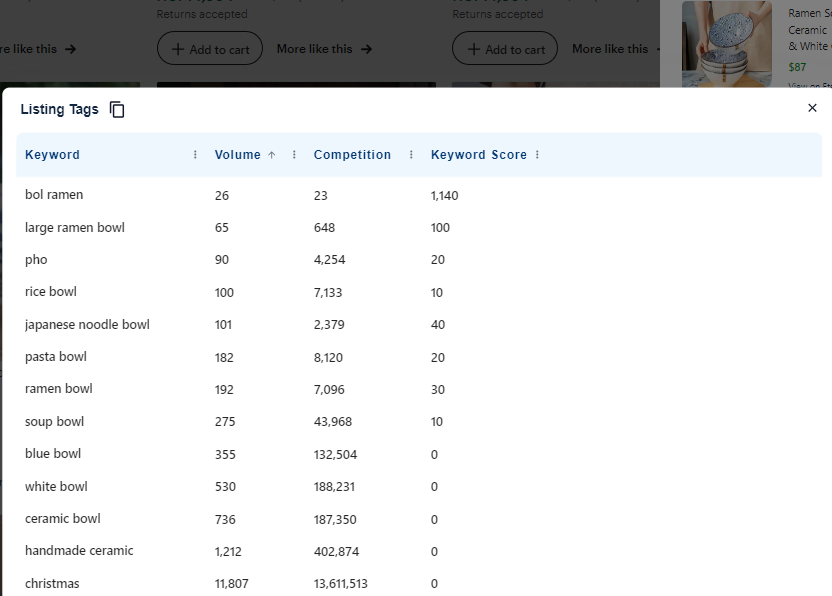 Returns accepted
Returns accepted
re like this →
+ Add to cart
More like this →
+ Add to cart
More like this
Ramen
Ceramic
& White
$87
View on
Listing Tags
Keyword Volume ↑ Competition Keyword Score
bol ramen 26 23 1,140
large ramen bowl 65 648 100
pho 90 4,254 20
rice bowl 100 7,133 10
japanese noodle bowl 101 2,379 40
pasta bowl 182 8,120 20
ramen bowl 192 7,096 30
soup bowl 275 43,968 10
blue bowl 355 132,504 0
white bowl 530 188,231 0
ceramic bowl 736 187,350 0
handmade ceramic 1,212 402,874 0
christmas 11,807 13,611,513 0